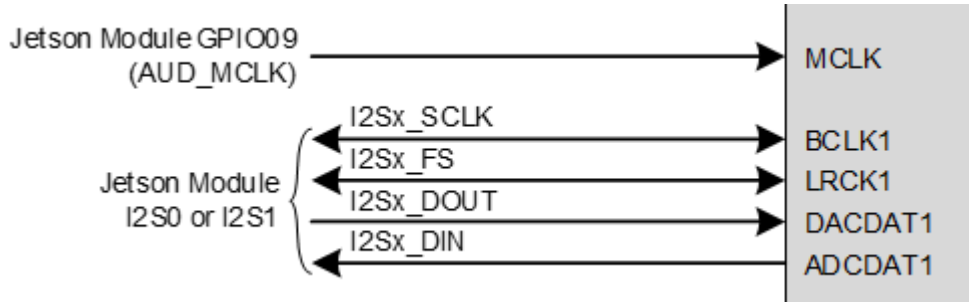 Jetson Module GPIO09
(AUD_MCLK)
MCLK
I2Sx_SCLK
BCLK1
I2Sx_FS
LRCK1
Jetson Module
I2S0 or I2S1
I2Sx_DOUT
DACDAT1
I2Sx_DIN
ADCDAT1